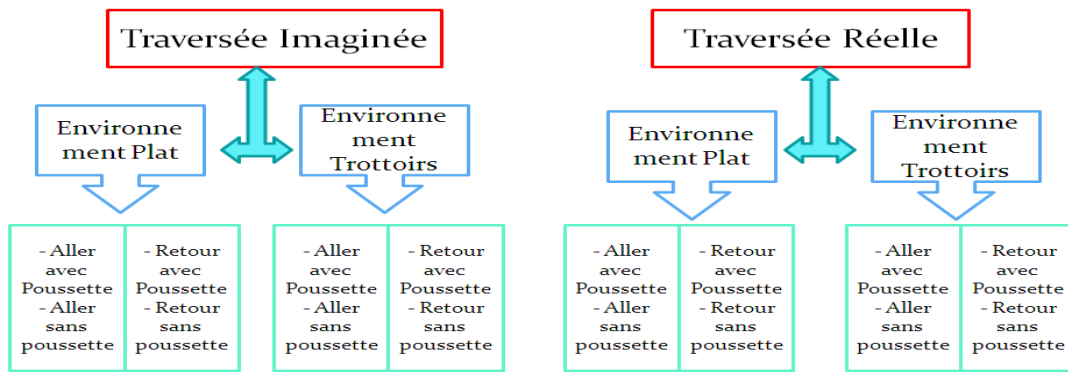 Traversée Imaginée
Environne
ment Plat
Environne
ment
Trottoirs
- Aller
avec
Poussette
- Aller
sans
poussette
- Retour
avec
Poussette
- Retour
sans
poussette
- Aller
avec
Poussette
- Aller
sans
poussette
- Retour
avec
Poussette
- Retour
sans
poussette
Traversée Réelle
Environne
ment Plat
Environne
ment
Trottoirs
- Aller
avec
Poussette
- Aller
sans
poussette
- Retour
avec
Poussette
- Retour
sans
poussette
- Aller
avec
Poussette
- Aller
sans
poussette
- Retour
avec
Poussette
- Retour
sans
poussette